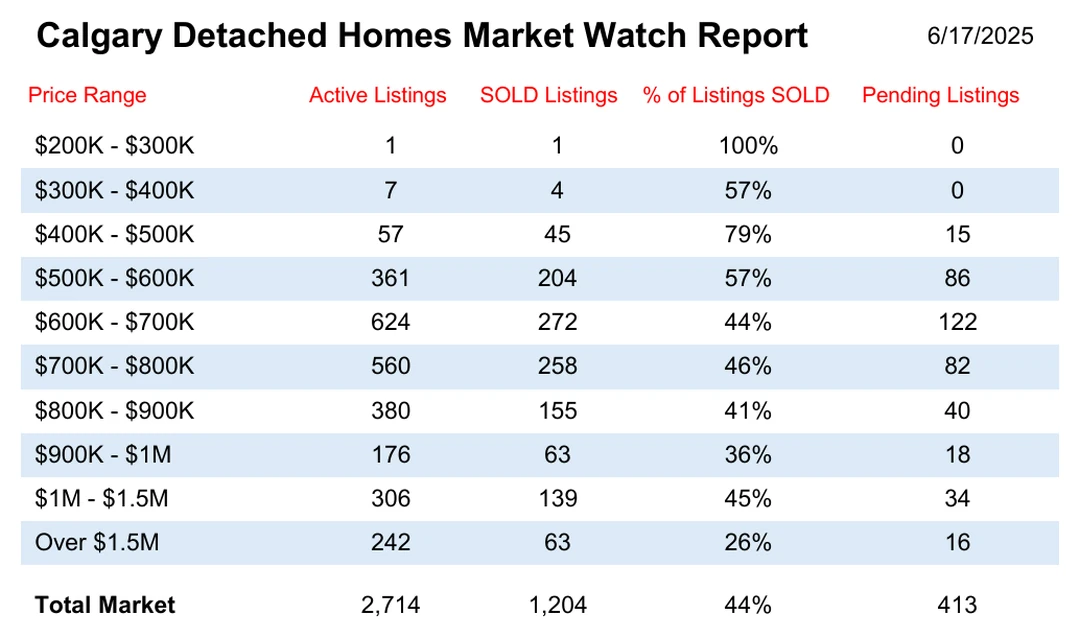 Calgary Detached Homes Market Watch Report 6/17/2025
Price Range Active Listings SOLD Listings % of Listings SOLD Pending Listings
$200K - $300K 1 1 100% 0
$300K - $400K 7 4 57% 0
$400K - $500K 57 45 79% 15
$500K - $600K 361 204 57% 86
$600K - $700K 624 272 44% 122
$700K - $800K 560 258 46% 82
$800K - $900K 380 155 41% 40
$900K - $1M 176 63 36% 18
$1M - $1.5M 306 139 45% 34
Over $1.5M 242 63 26% 16
Total Market 2,714 1,204 44% 413